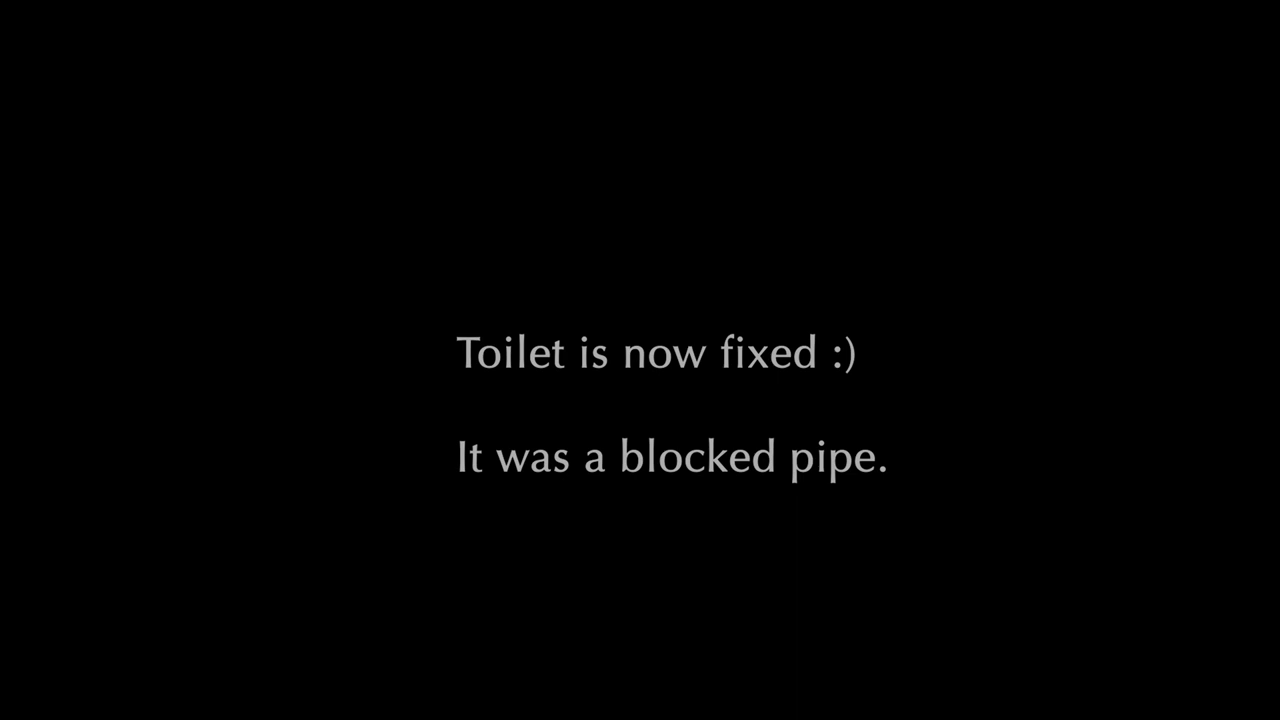 Toilet is now fixed :)
It was a blocked pipe.